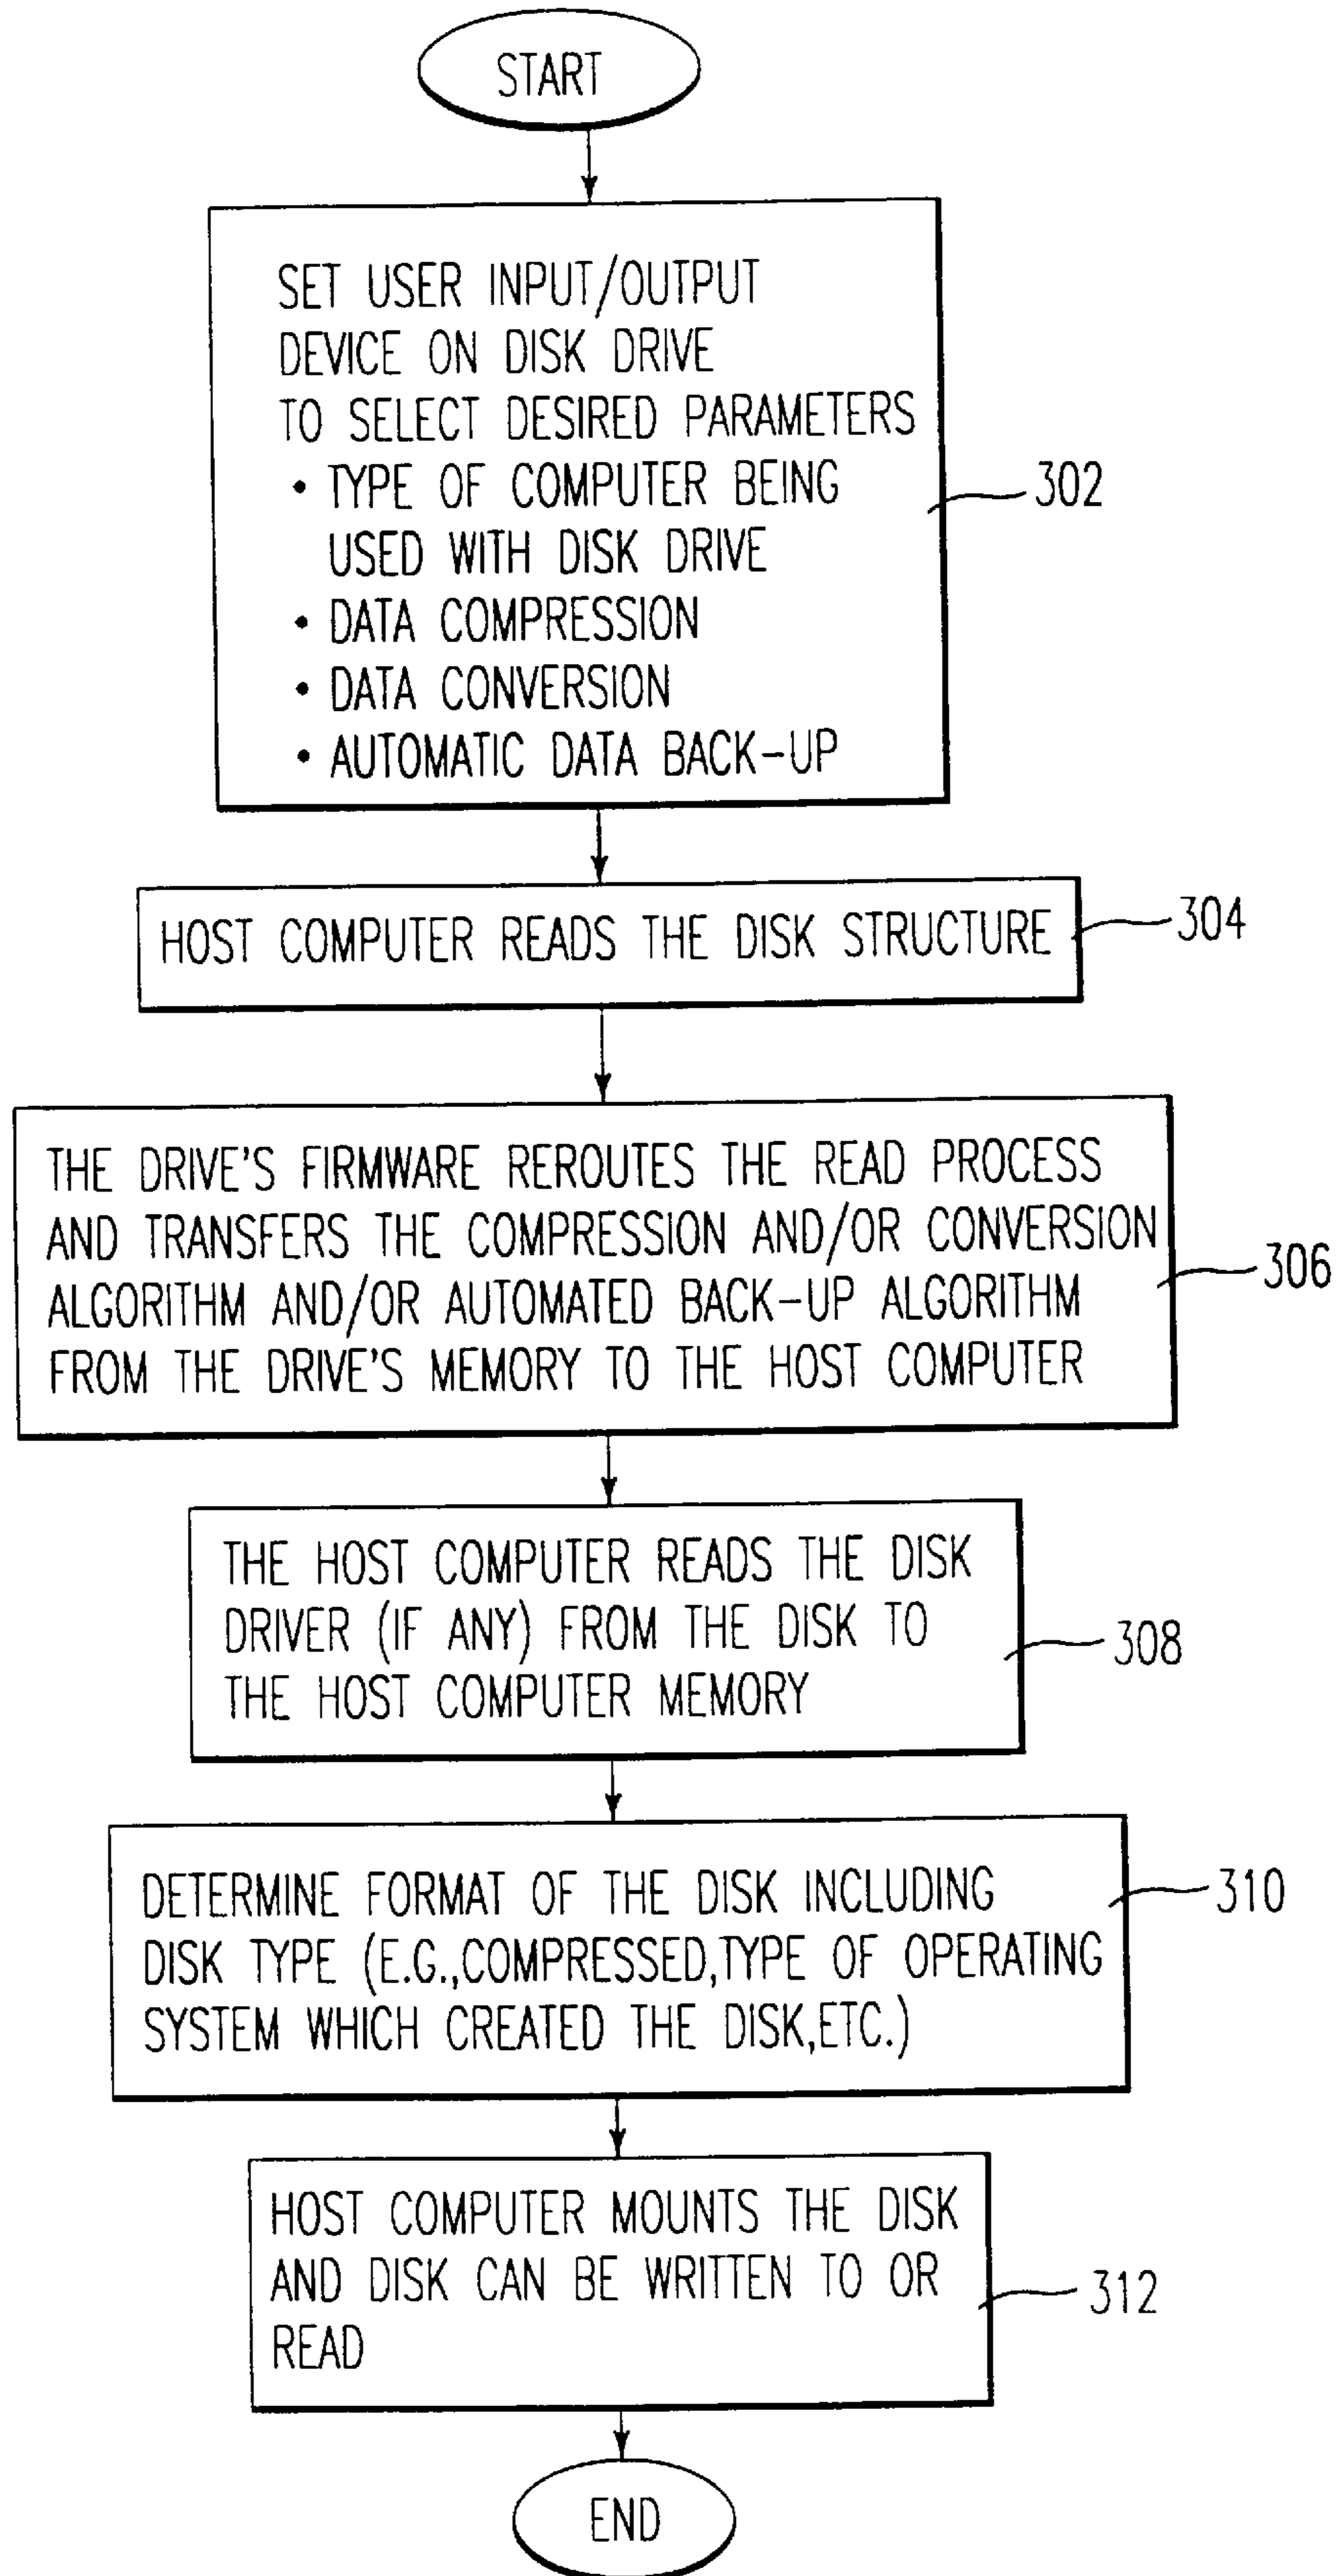 START
SET USER INPUT/OUTPUT
DEVICE ON DISK DRIVE
TO SELECT DESIRED PARAMETERS
• TYPE OF COMPUTER BEING
USED WITH DISK DRIVE
• DATA COMPRESSION
• DATA CONVERSION
• AUTOMATIC DATA BACK-UP
302
HOST COMPUTER READS THE DISK STRUCTURE
304
THE DRIVE'S FIRMWARE REROUTES THE READ PROCESS
AND TRANSFERS THE COMPRESSION AND/OR CONVERSION
ALGORITHM AND/OR AUTOMATED BACK-UP ALGORITHM
FROM THE DRIVE'S MEMORY TO THE HOST COMPUTER
306
THE HOST COMPUTER READS THE DISK
DRIVER (IF ANY) FROM THE DISK TO
THE HOST COMPUTER MEMORY
308
DETERMINE FORMAT OF THE DISK INCLUDING
DISK TYPE (E.G.,COMPRESSED,TYPE OF OPERATING
SYSTEM WHICH CREATED THE DISK,ETC.)
310
HOST COMPUTER MOUNTS THE DISK
AND DISK CAN BE WRITTEN TO OR
READ
312
END